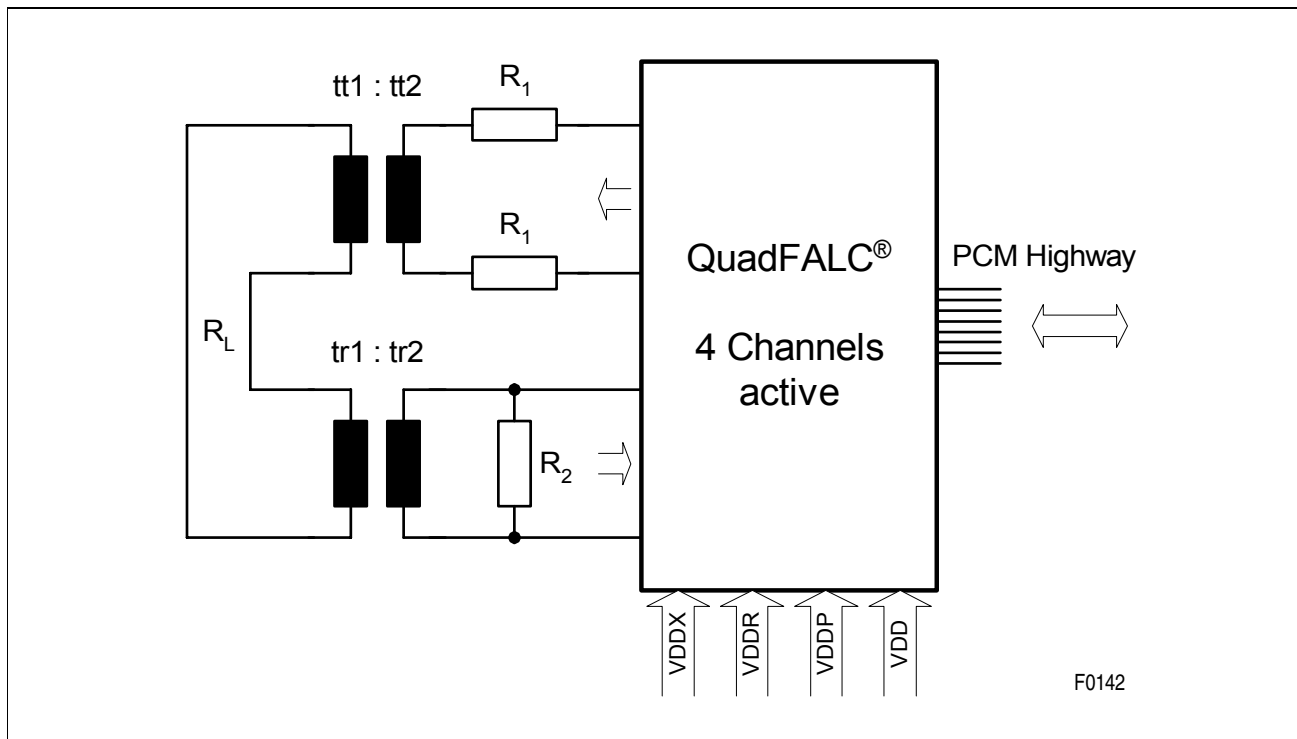 tt1 : tt2
R1
R1
RL
tr1 : tr2
R2
QuadFALC®
4 Channels
active
PCM Highway
VDDX
VDDR
VDDP
VDD
F0142